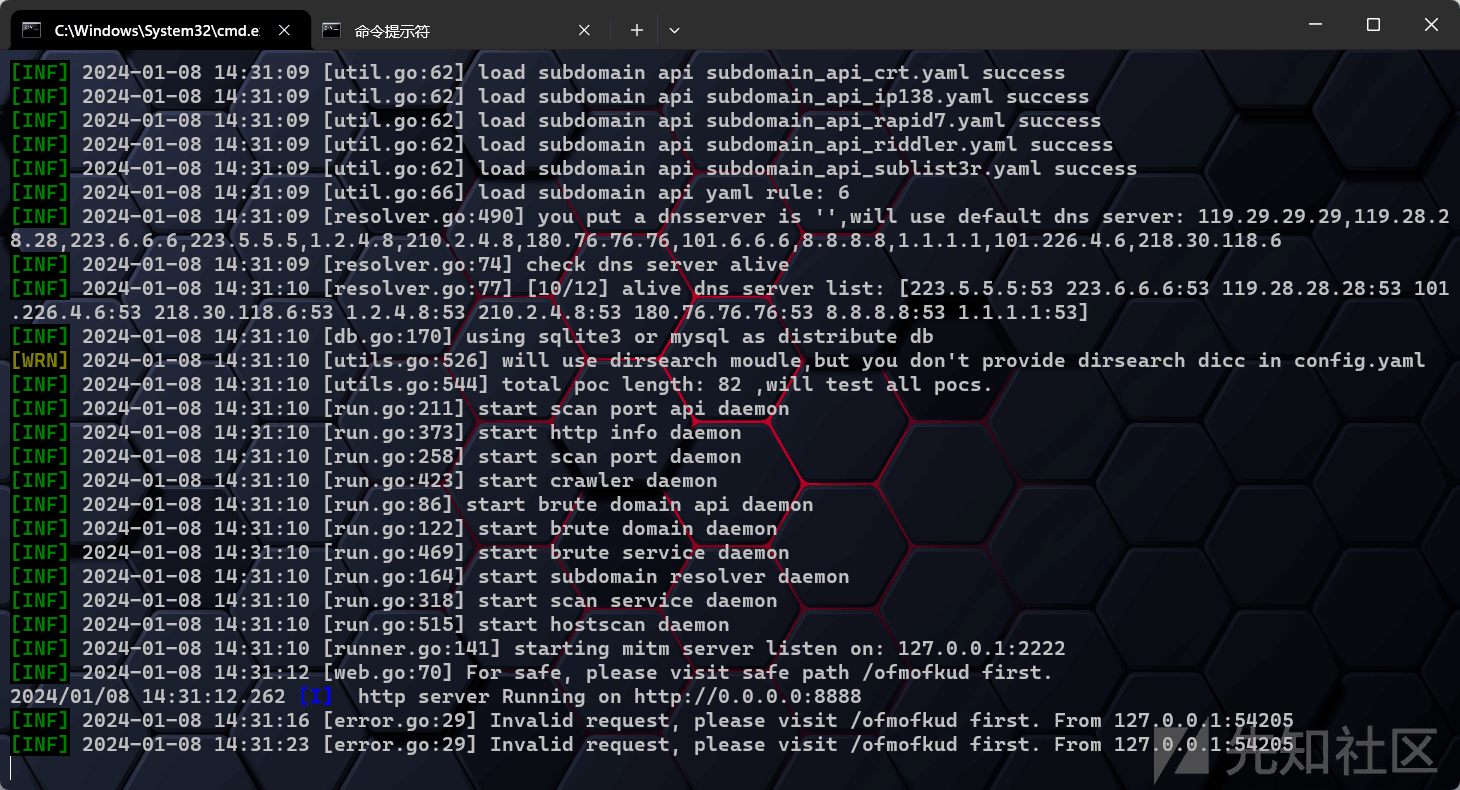 C:\Windows\System32\cmd.e
命令提示符
[INF] 2024-01-08 14:31:09 [util.go:62] load subdomain api subdomain_api_crt.yaml success
[INF] 2024-01-08 14:31:09 [util.go:62] load subdomain api subdomain_api_ip138.yaml success
[INF] 2024-01-08 14:31:09 [util.go:62] load subdomain api subdomain_api_rapid7.yaml success
[INF] 2024-01-08 14:31:09 [util.go:62] load subdomain api subdomain_api_riddler.yaml success
[INF] 2024-01-08 14:31:09 [util.go:62] load subdomain api subdomain_api_sublist3r.yaml success
[INF] 2024-01-08 14:31:09 [util.go:66] load subdomain api yaml rule: 6
[INF] 2024-01-08 14:31:09 [resolver.go:490] you put a dnsserver is '',will use default dns server: 119.29.29.29,119.28.2
8.28,223.6.6.6,223.5.5.5,1.2.4.8,210.2.4.8,180.76.76.76,101.6.6.6,8.8.8.8,1.1.1.1,101.226.4.6,218.30.118.6
[INF] 2024-01-08 14:31:09 [resolver.go:74] check dns server alive
[INF] 2024-01-08 14:31:10 [resolver.go:77] [10/12] alive dns server list: [223.5.5.5:53 223.6.6.6:53 119.28.28.28:53 101
.226.4.6:53 218.30.118.6:53 1.2.4.8:53 210.2.4.8:53 180.76.76.76:53 8.8.8.8:53 1.1.1.1:53]
[INF] 2024-01-08 14:31:10 [db.go:170] using sqlite3 or mysql as distribute db
[WRN] 2024-01-08 14:31:10 [utils.go:526] will use dirsearch moudle,but you don't provide dirsearch dicc in config.yaml
[INF] 2024-01-08 14:31:10 [utils.go:544] total poc length: 82 ,will test all pocs.
[INF] 2024-01-08 14:31:10 [run.go:211] start scan port api daemon
[INF] 2024-01-08 14:31:10 [run.go:373] start http info daemon
[INF] 2024-01-08 14:31:10 [run.go:258] start scan port daemon
[INF] 2024-01-08 14:31:10 [run.go:423] start crawler daemon
[INF] 2024-01-08 14:31:10 [run.go:86] start brute domain api daemon
[INF] 2024-01-08 14:31:10 [run.go:122] start brute domain daemon
[INF] 2024-01-08 14:31:10 [run.go:469] start brute service daemon
[INF] 2024-01-08 14:31:10 [run.go:164] start subdomain resolver daemon
[INF] 2024-01-08 14:31:10 [run.go:318] start scan service daemon
[INF] 2024-01-08 14:31:10 [run.go:515] start hostscan daemon
[INF] 2024-01-08 14:31:10 [runner.go:141] starting mitm server listen on: 127.0.0.1:2222
[INF] 2024-01-08 14:31:12 [web.go:70] For safe, please visit safe path /ofmofkud first.
2024/01/08 14:31:12.262 [I]  http server Running on http://0.0.0.0:8888
[INF] 2024-01-08 14:31:16 [error.go:29] Invalid request, please visit /ofmofkud first. From 127.0.0.1:54205
[INF] 2024-01-08 14:31:23 [error.go:29] Invalid request, please visit /ofmofkud first. From 127.0.0.1:54205
先知社区